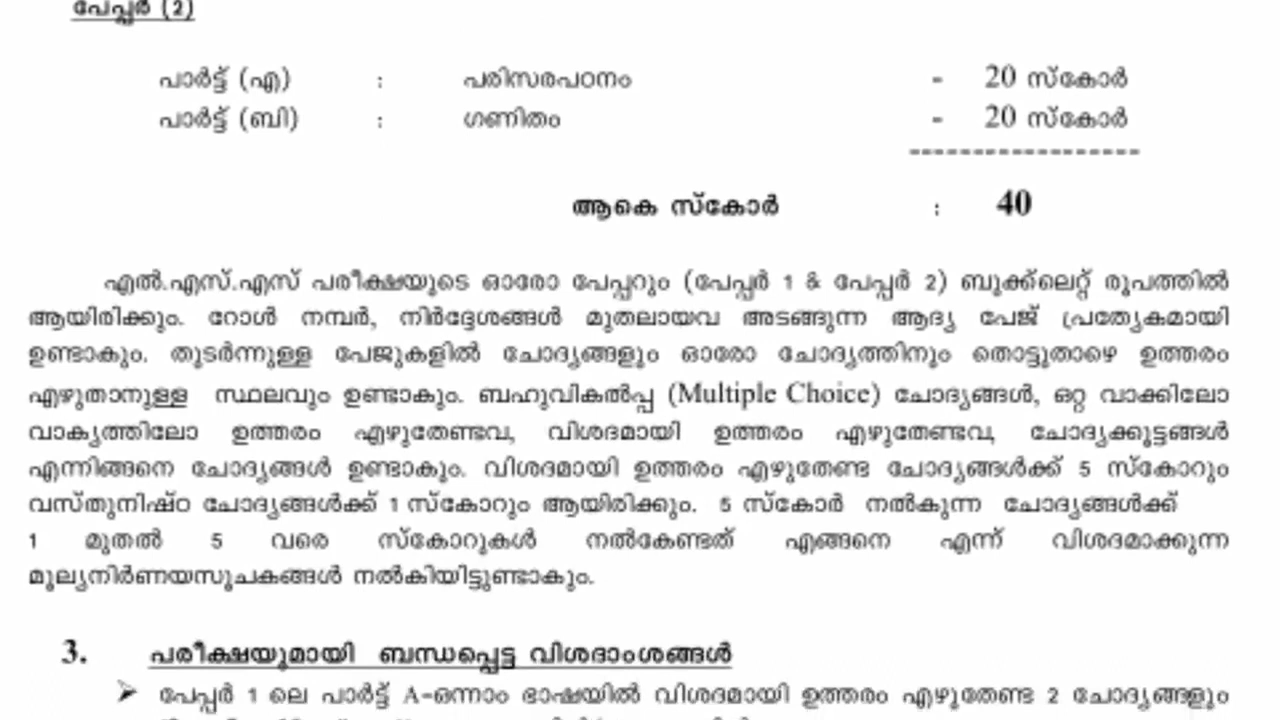 പേപ്പർ (2)
പാർട്ട് (എ) : പരിസരപഠനം - 20 സ്കോർ
പാർട്ട് (ബി) : ഗണിതം - 20 സ്കോർ
------------------
ആകെ സ്കോർ : 40
എൽ.എസ്.എസ് പരീക്ഷയുടെ ഓരോ പേപ്പറും (പേപ്പർ 1 & പേപ്പർ 2) ബുക്ക്ലെറ്റ് രൂപത്തിൽ
ആയിരിക്കും. റോൾ നമ്പർ, നിർദ്ദേശങ്ങൾ മുതലായവ അടങ്ങുന്ന ആദ്യ പേജ് പ്രത്യേകമായി
ഉണ്ടാകും. തുടർന്നുള്ള പേജുകളിൽ ചോദ്യങ്ങളും ഓരോ ചോദ്യത്തിനും തൊട്ടുതാഴെ ഉത്തരം
എഴുതാനുള്ള സ്ഥലവും ഉണ്ടാകും. ബഹുവികൽപ്പ (Multiple Choice) ചോദ്യങ്ങൾ, ഒറ്റ വാക്കിലോ
വാക്യത്തിലോ ഉത്തരം എഴുതേണ്ടവ, വിശദമായി ഉത്തരം എഴുതേണ്ടവ, ചോദ്യക്കൂട്ടങ്ങൾ
എന്നിങ്ങനെ ചോദ്യങ്ങൾ ഉണ്ടാകും. വിശദമായി ഉത്തരം എഴുതേണ്ട ചോദ്യങ്ങൾക്ക് 5 സ്കോറും
വസ്തുനിഷ്ഠ ചോദ്യങ്ങൾക്ക് 1 സ്കോറും ആയിരിക്കും. 5 സ്കോർ നൽകുന്ന ചോദ്യങ്ങൾക്ക്
1 മുതൽ 5 വരെ സ്കോറുകൾ നൽകേണ്ടത് എങ്ങനെ എന്ന് വിശദമാക്കുന്ന
മൂല്യനിർണയസൂചകങ്ങൾ നൽകിയിട്ടുണ്ടാകും.
3. പരീക്ഷയുമായി ബന്ധപ്പെട്ട വിശദാംശങ്ങൾ
➢ പേപ്പർ 1 ലെ പാർട്ട് A-ഒന്നാം ഭാഷയിൽ വിശദമായി ഉത്തരം എഴുതേണ്ട 2 ചോദ്യങ്ങളും